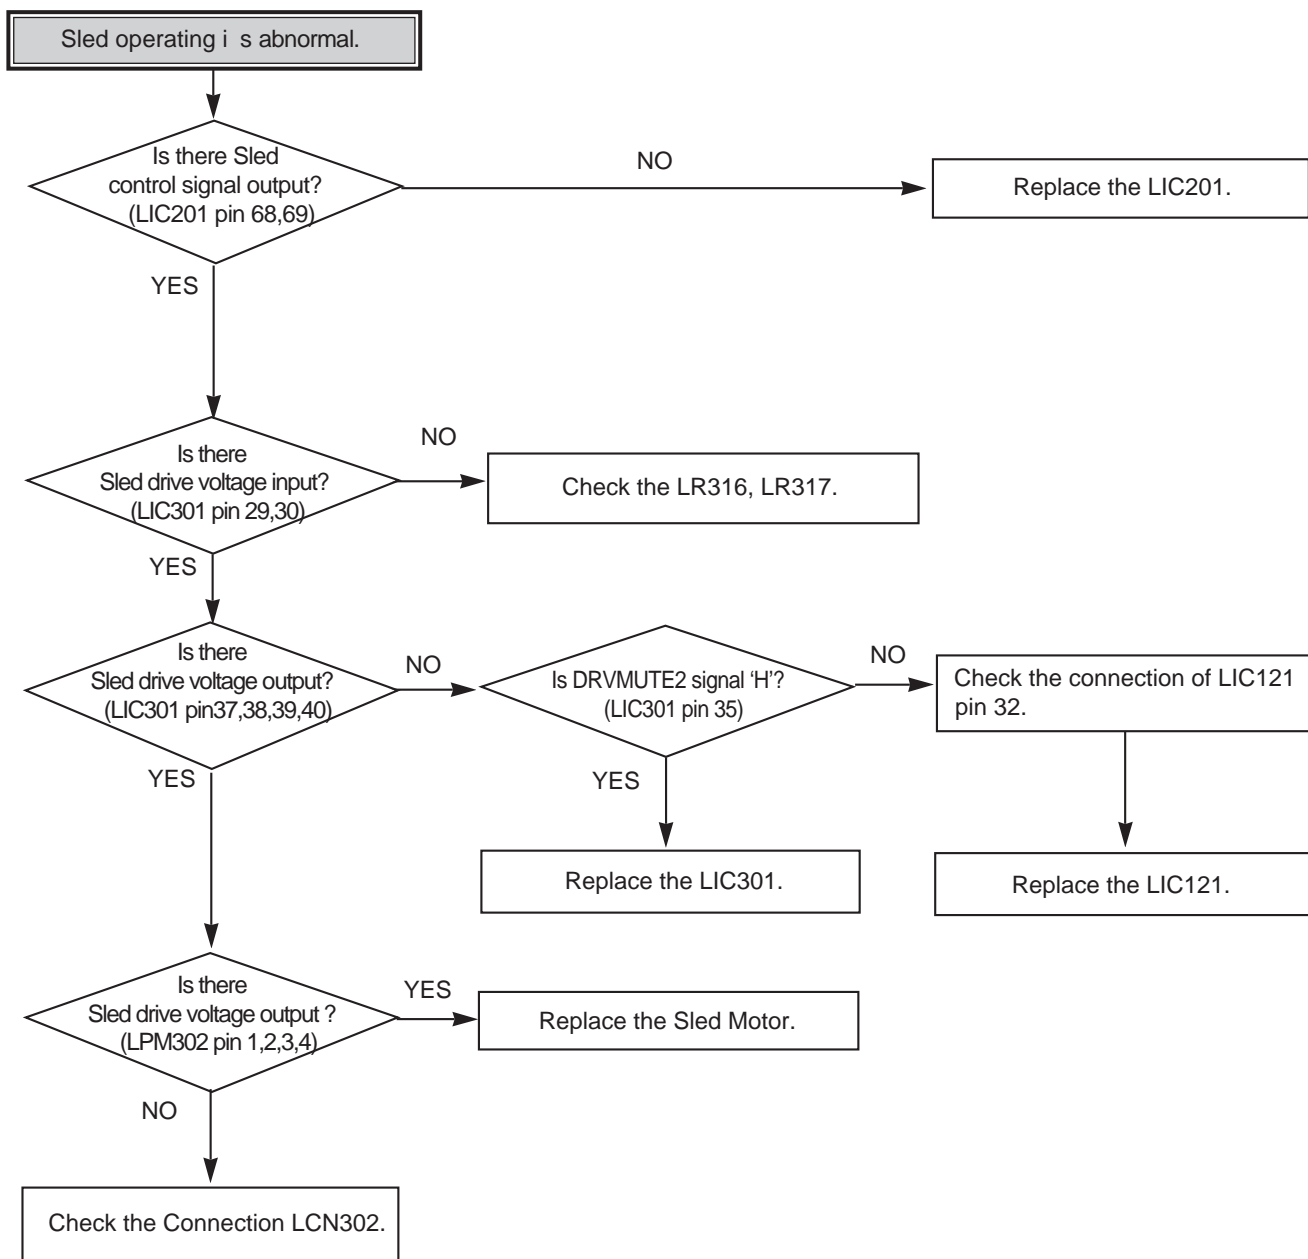 Sled operating i s abnormal.
Is there Sled
control signal output?
(LIC201 pin 68,69)
NO
Replace the LIC201.
YES
Is there
Sled drive voltage input?
(LIC301 pin 29,30)
NO
Check the LR316, LR317.
YES
Is there
Sled drive voltage output?
(LIC301 pin37,38,39,40)
NO
Is DRVMUTE2 signal ‘H’?
(LIC301 pin 35)
NO
Check the connection of LIC121
pin 32.
YES
YES
Replace the LIC301.
Replace the LIC121.
Is there
Sled drive voltage output ?
(LPM302 pin 1,2,3,4)
YES
Replace the Sled Motor.
NO
Check the Connection LCN302.